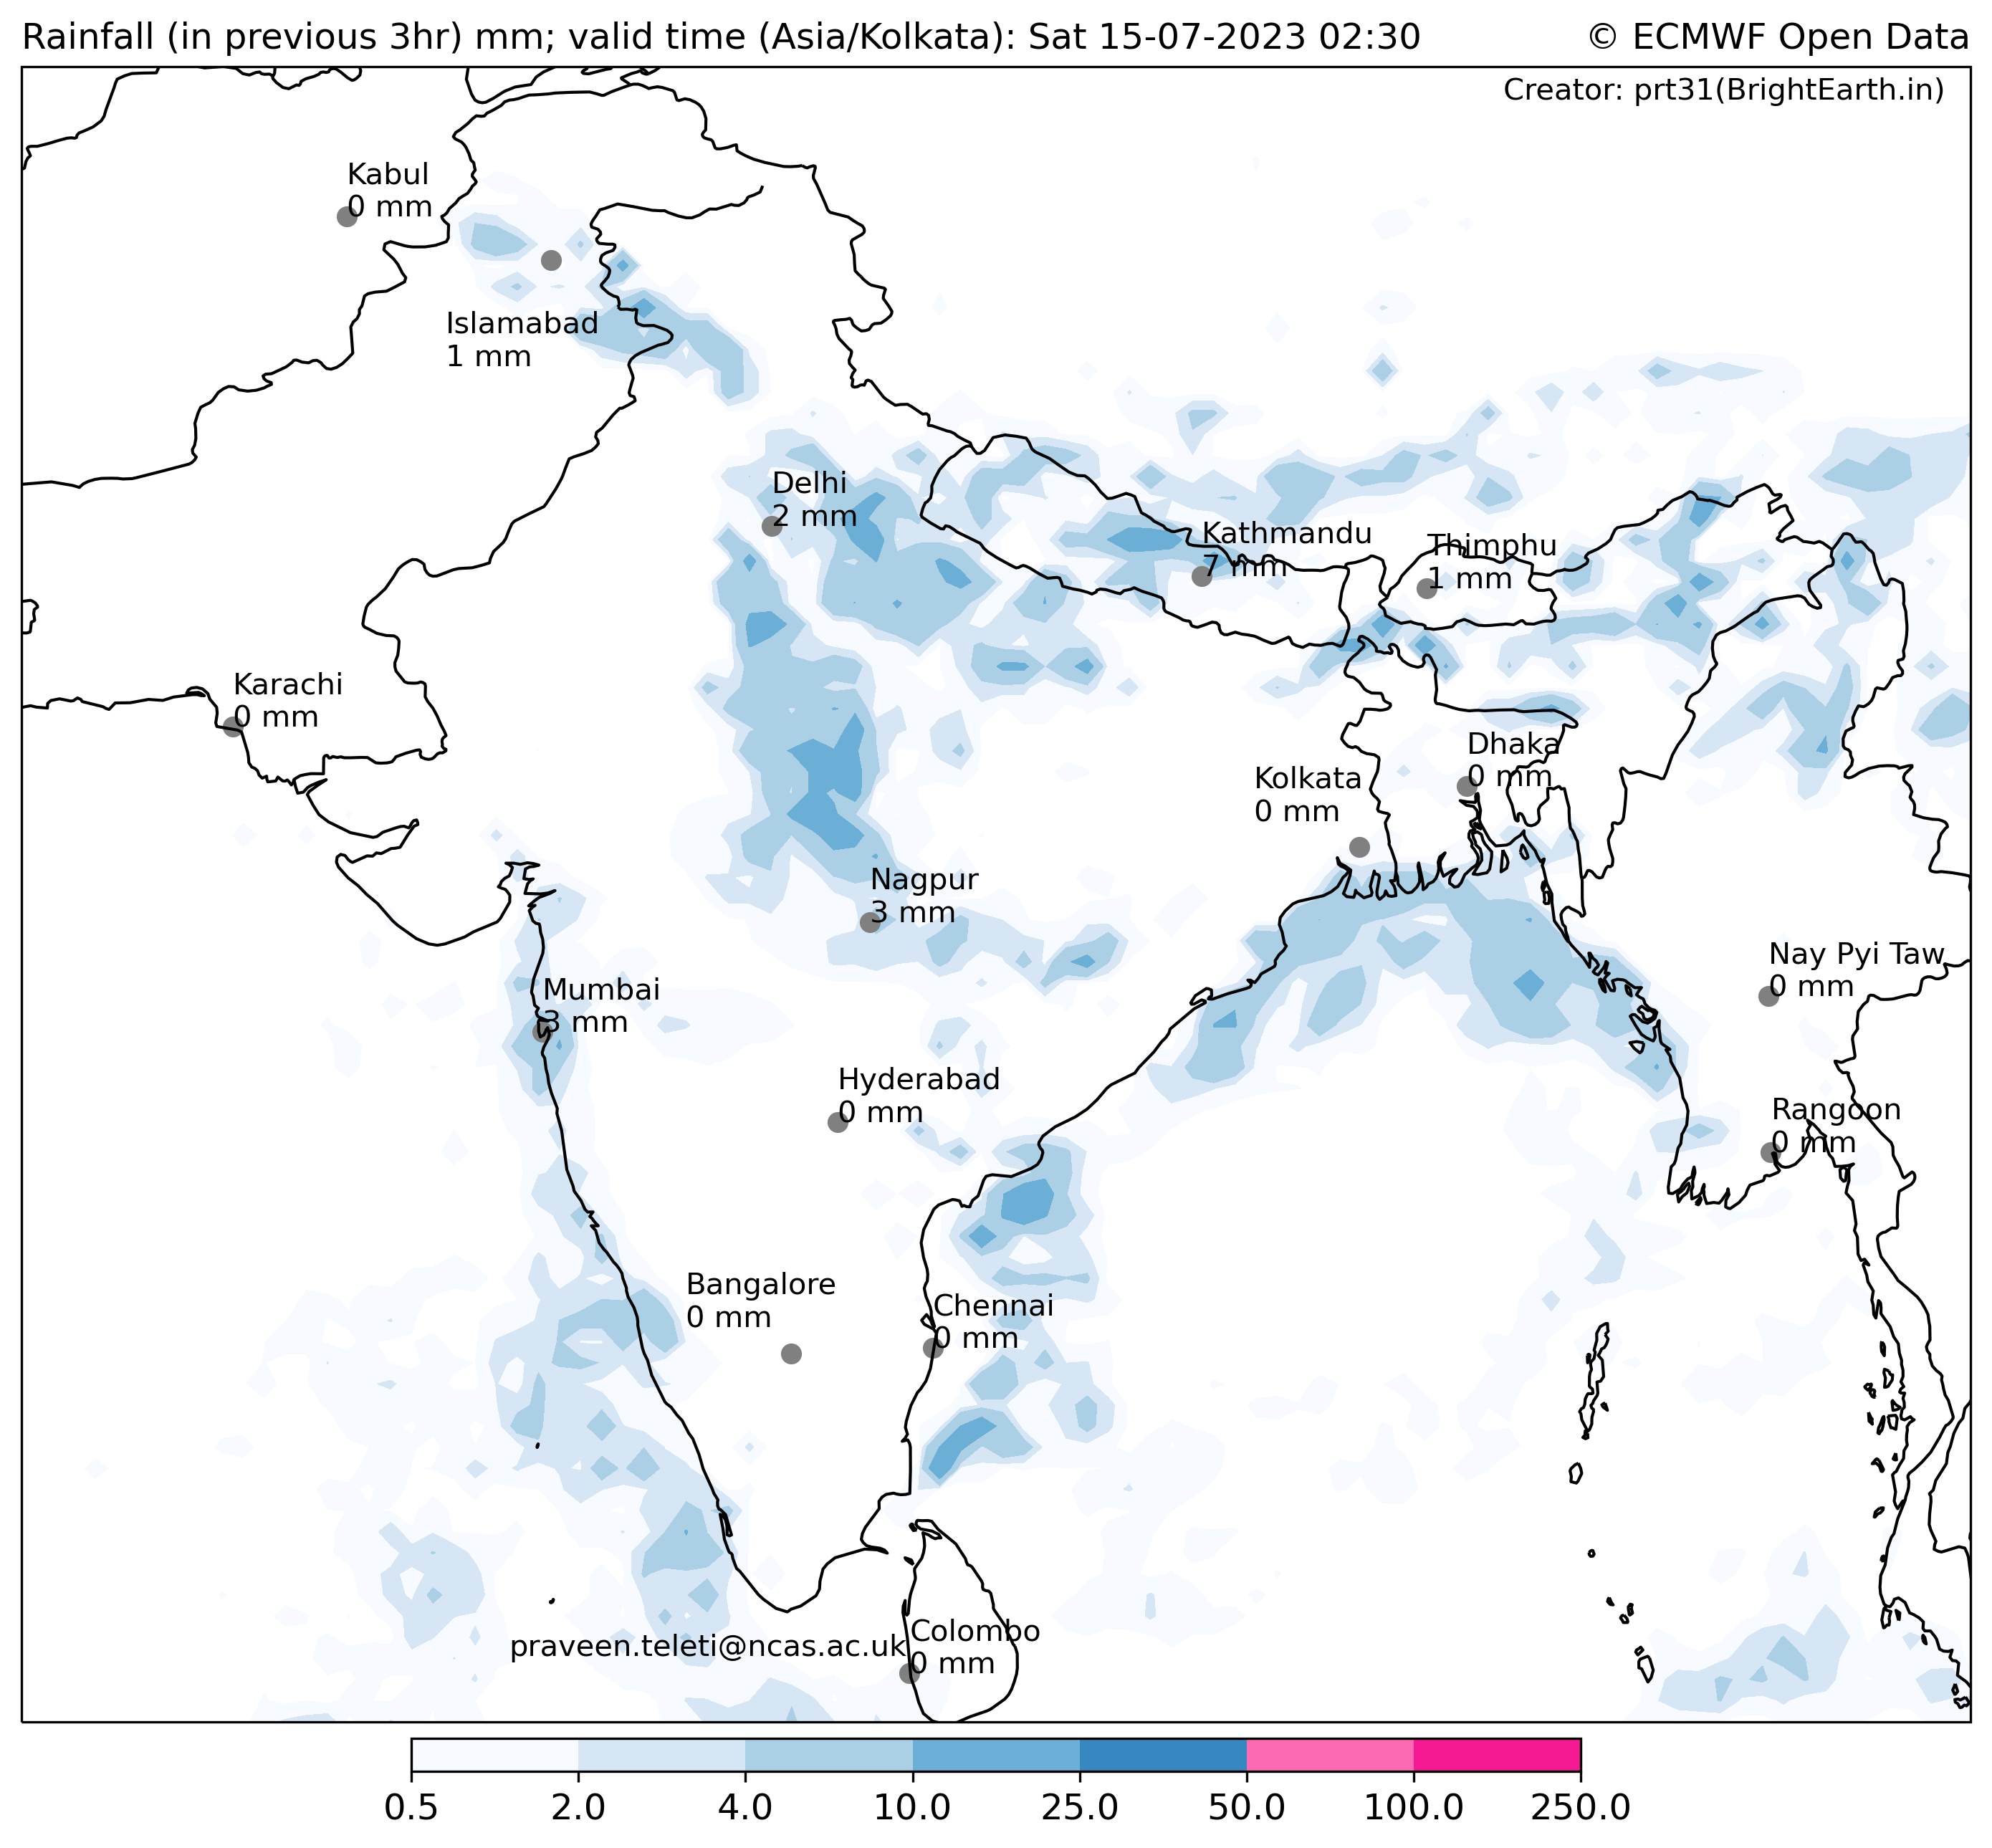 Rainfall (in previous 3hr) mm; valid time (Asia/Kolkata): Sat 15-07-2023 02:30
© ECMWF Open Data
Creator: prt31(BrightEarth.in)
Kabul
0 mm
Islamabad
1 mm
Delhi
2 mm
Kathmandu
7 mm
Thimphu
1 mm
Karachi
0 mm
Dhaka
0 mm
Kolkata
0 mm
Nagpur
3 mm
Nay Pyi Taw
0 mm
Mumbai
3 mm
Hyderabad
0 mm
Rangoon
0 mm
Bangalore
0 mm
Chennai
0 mm
Colombo
0 mm
praveen.teleti@ncas.ac.uk
0.5 2.0 4.0 10.0 25.0 50.0 100.0 250.0